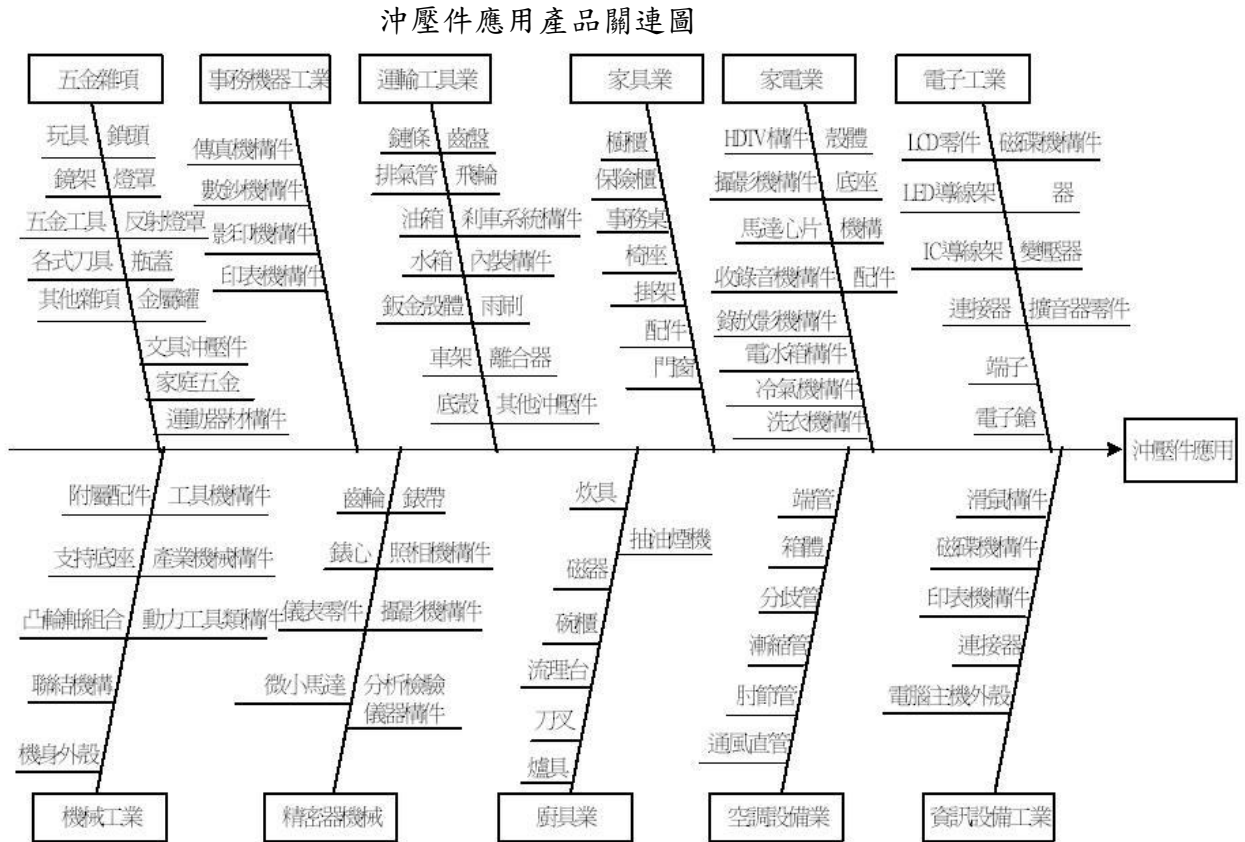 沖壓件應用產品關連圖
五金雜項
事務機器工業
運輸工具業
家具業
家電業
電子工業
玩具 鎖頭
鏡架 燈罩
五金工具 反射燈罩
各式刀具 瓶蓋
其他雜項 金屬罐
文具沖壓件
家庭五金
運動器材構件
傳真機構件
數鈔機構件
影印機構件
印表機構件
鏈條 齒盤
排氣管 飛輪
油箱 剎車系統構件
水箱 內裝構件
鈑金殼體 雨刷
車架 離合器
底殼 其他沖壓件
櫥櫃
保險櫃
事務桌
椅座
掛架
配件
門窗
HDTV構件 殼體
攝影機構件 底座
馬達心片 機構
收錄音機構件 配件
錄放影機構件
電水箱構件
冷氣機構件
洗衣機構件
LCD零件 磁碟機構件
LED導線架 器
IC導線架 變壓器
連接器 擴音器零件
端子
電子鎗
沖壓件應用
附屬配件 工具機構件
支持底座 產業機械構件
凸輪軸組合 動力工具類構件
聯結機構
機身外殼
齒輪 錶帶
錶心 照相機構件
儀表零件 攝影機構件
微小馬達 分析檢驗
儀器構件
炊具
抽油煙機
磁器
碗櫃
流理台
刀叉
爐具
端管
箱體
分歧管
漸縮管
肘節管
通風直管
滑鼠構件
磁碟機構件
印表機構件
連接器
電腦主機外殼
機械工業
精密器機械
廚具業
空調設備業
資訊設備工業